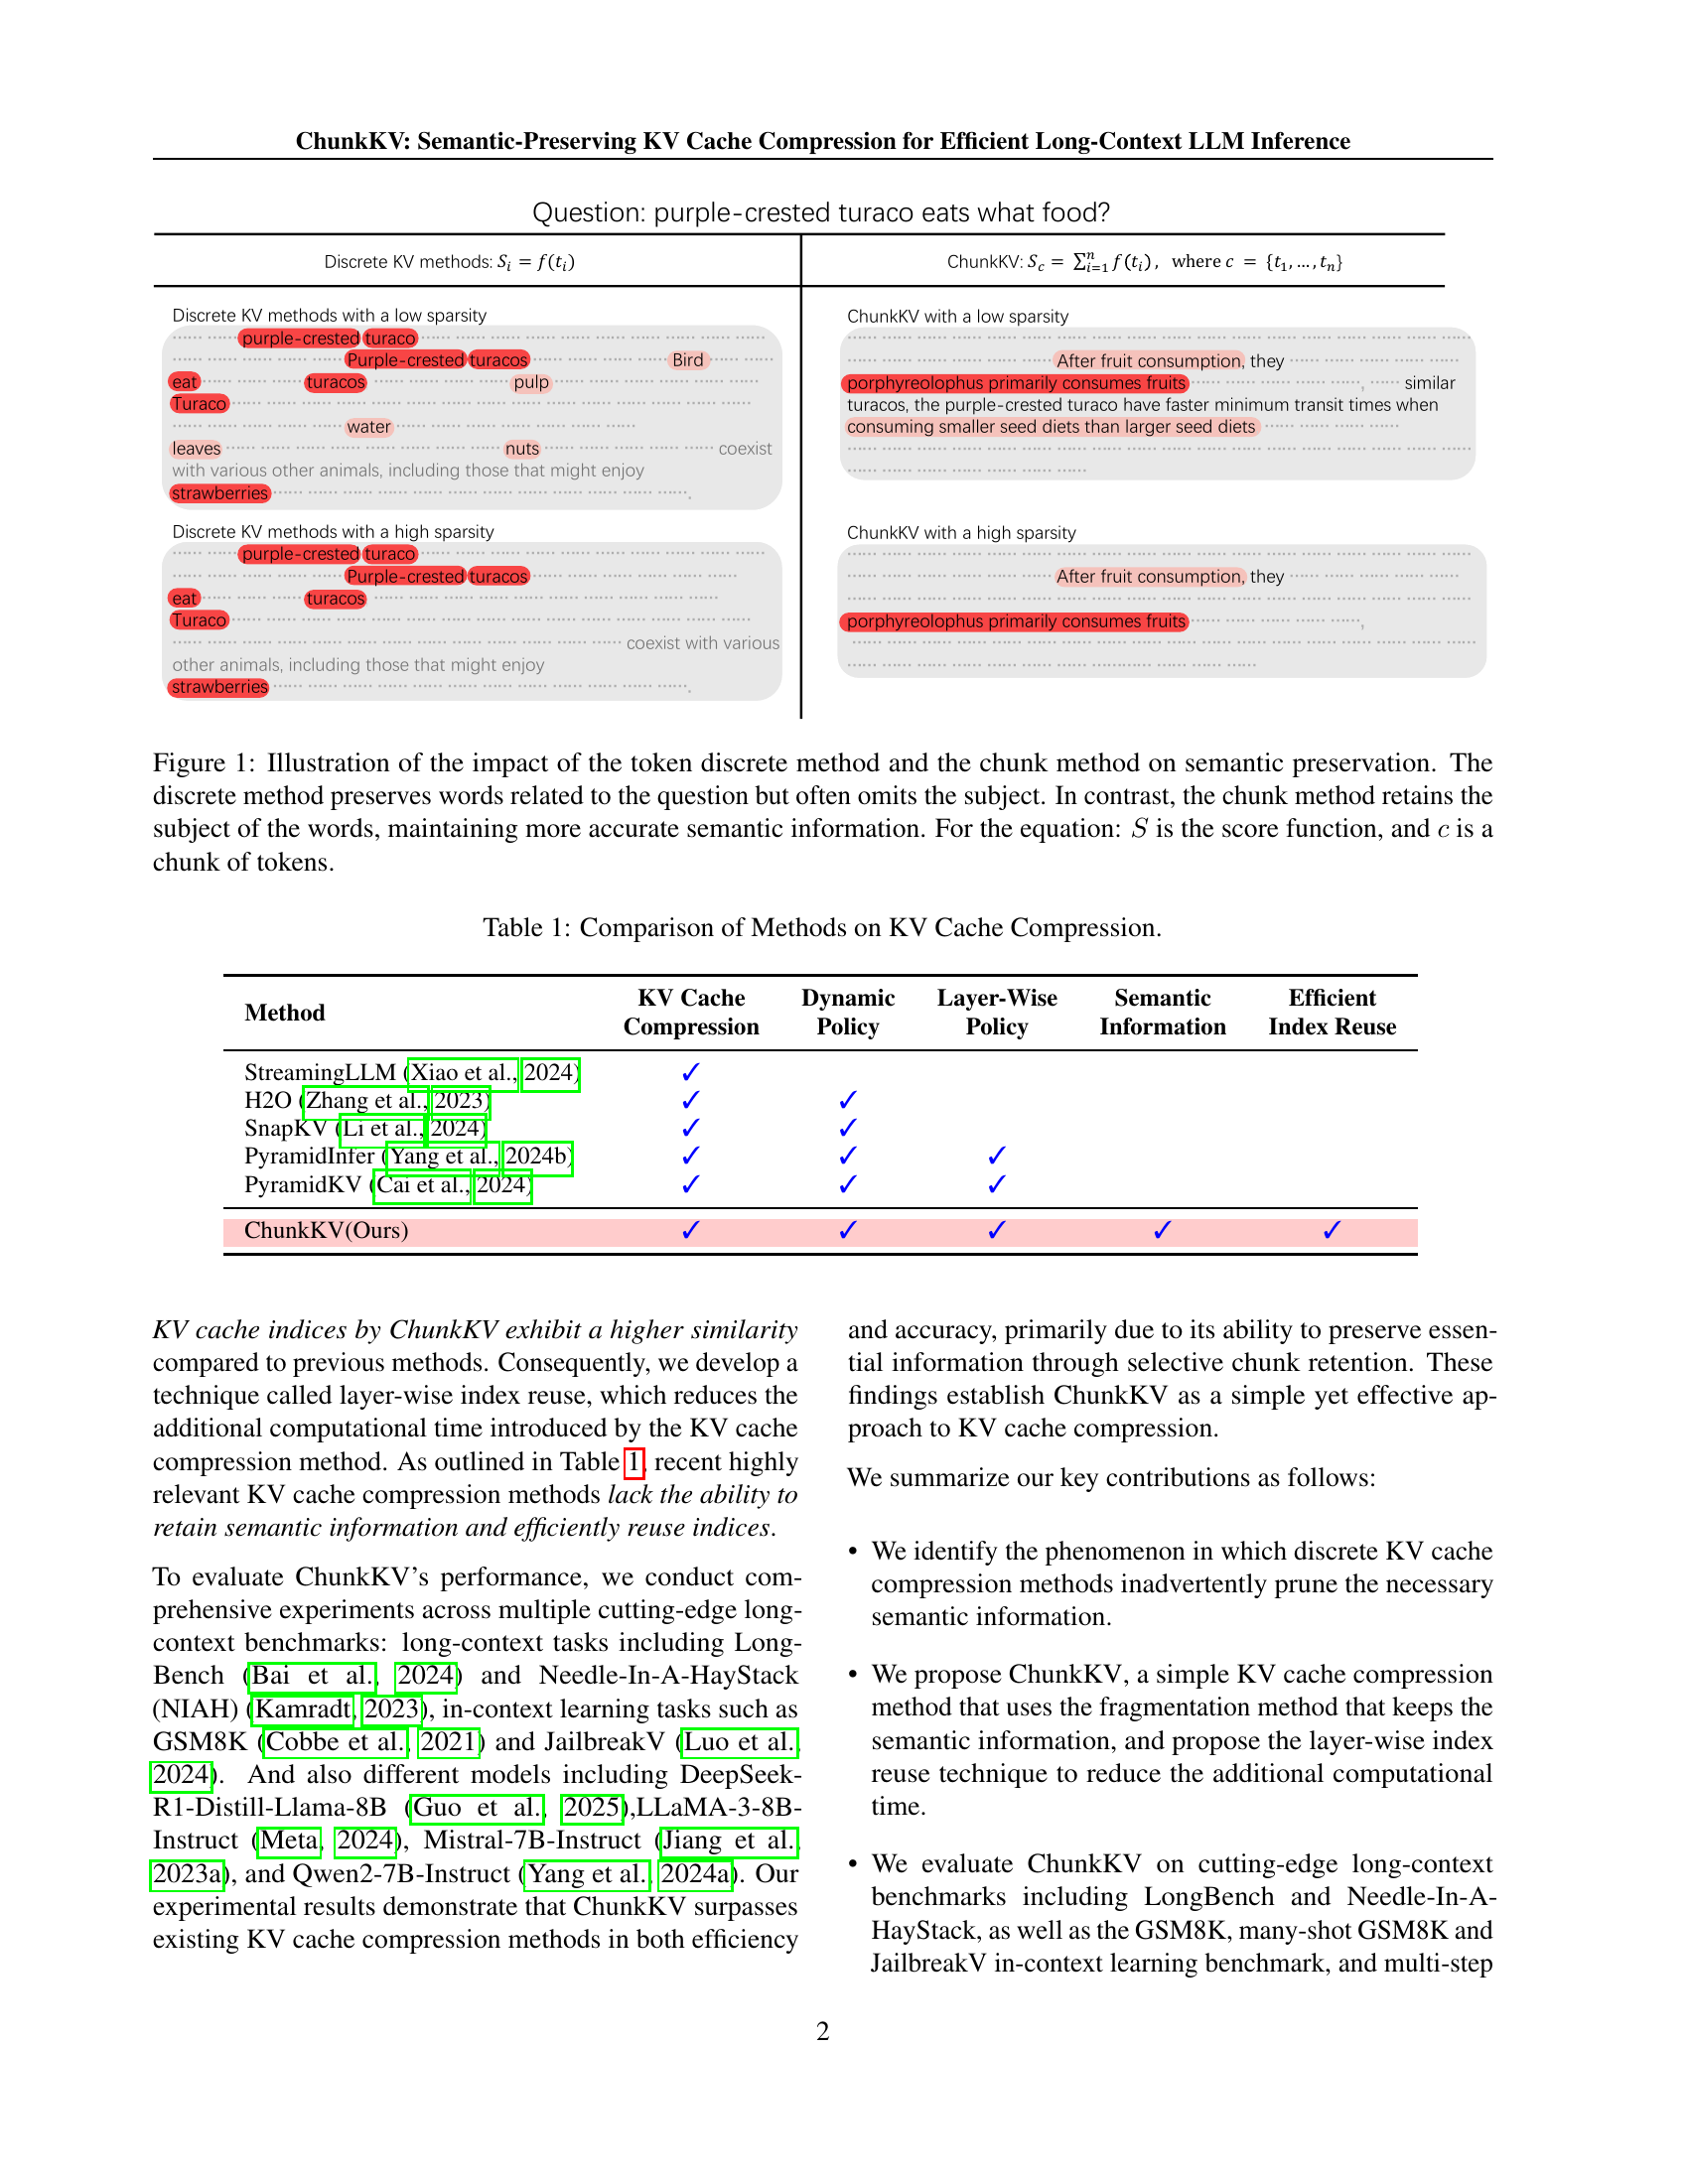 ChunkKV: Semantic-Preserving KV Cache Compression for Efficient Long-Context LLM Inference
Question: purple-crested turaco eats what food?
Discrete KV methods: S_i = f(t_i)
ChunkKV: S_c = ∑_{i=1}^{n} f(t_i), where c = {t_1, ..., t_n}
Discrete KV methods with a low sparsity
purple-crested turaco
Purple-crested turacos Bird
eat turacos pulp
Turaco
water
leaves nuts coexist
with various other animals, including those that might enjoy
strawberries .
Discrete KV methods with a high sparsity
purple-crested turaco
Purple-crested turacos
eat turacos
Turaco
coexist with various
other animals, including those that might enjoy
strawberries .
ChunkKV with a low sparsity
After fruit consumption, they
porphyreolophus primarily consumes fruits , similar
turacos, the purple-crested turaco have faster minimum transit times when
consuming smaller seed diets than larger seed diets
ChunkKV with a high sparsity
After fruit consumption, they
porphyreolophus primarily consumes fruits ,
Figure 1: Illustration of the impact of the token discrete method and the chunk method on semantic preservation. The
discrete method preserves words related to the question but often omits the subject. In contrast, the chunk method retains the
subject of the words, maintaining more accurate semantic information. For the equation: S is the score function, and c is a
chunk of tokens.
Table 1: Comparison of Methods on KV Cache Compression.
Method KV Cache Compression Dynamic Policy Layer-Wise Policy Semantic Information Efficient Index Reuse
StreamingLLM (Xiao et al., 2024) ✓
H2O (Zhang et al., 2023) ✓ ✓
SnapKV (Li et al., 2024) ✓ ✓
PyramidInfer (Yang et al., 2024b) ✓ ✓ ✓
PyramidKV (Cai et al., 2024) ✓ ✓ ✓
ChunkKV(Ours) ✓ ✓ ✓ ✓ ✓
KV cache indices by ChunkKV exhibit a higher similarity
compared to previous methods. Consequently, we develop a
technique called layer-wise index reuse, which reduces the
additional computational time introduced by the KV cache
compression method. As outlined in Table 1, recent highly
relevant KV cache compression methods lack the ability to
retain semantic information and efficiently reuse indices.
To evaluate ChunkKV's performance, we conduct com-
prehensive experiments across multiple cutting-edge long-
context benchmarks: long-context tasks including Long-
Bench (Bai et al., 2024) and Needle-In-A-HayStack
(NIAH) (Kamradt, 2023), in-context learning tasks such as
GSM8K (Cobbe et al., 2021) and JailbreakV (Luo et al.,
2024). And also different models including DeepSeek-
R1-Distill-Llama-8B (Guo et al., 2025),LLaMA-3-8B-
Instruct (Meta, 2024), Mistral-7B-Instruct (Jiang et al.,
2023a), and Qwen2-7B-Instruct (Yang et al., 2024a). Our
experimental results demonstrate that ChunkKV surpasses
existing KV cache compression methods in both efficiency
and accuracy, primarily due to its ability to preserve essen-
tial information through selective chunk retention. These
findings establish ChunkKV as a simple yet effective ap-
proach to KV cache compression.
We summarize our key contributions as follows:
• We identify the phenomenon in which discrete KV cache
compression methods inadvertently prune the necessary
semantic information.
• We propose ChunkKV, a simple KV cache compression
method that uses the fragmentation method that keeps the
semantic information, and propose the layer-wise index
reuse technique to reduce the additional computational
time.
• We evaluate ChunkKV on cutting-edge long-context
benchmarks including LongBench and Needle-In-A-
HayStack, as well as the GSM8K, many-shot GSM8K and
JailbreakV in-context learning benchmark, and multi-step
2